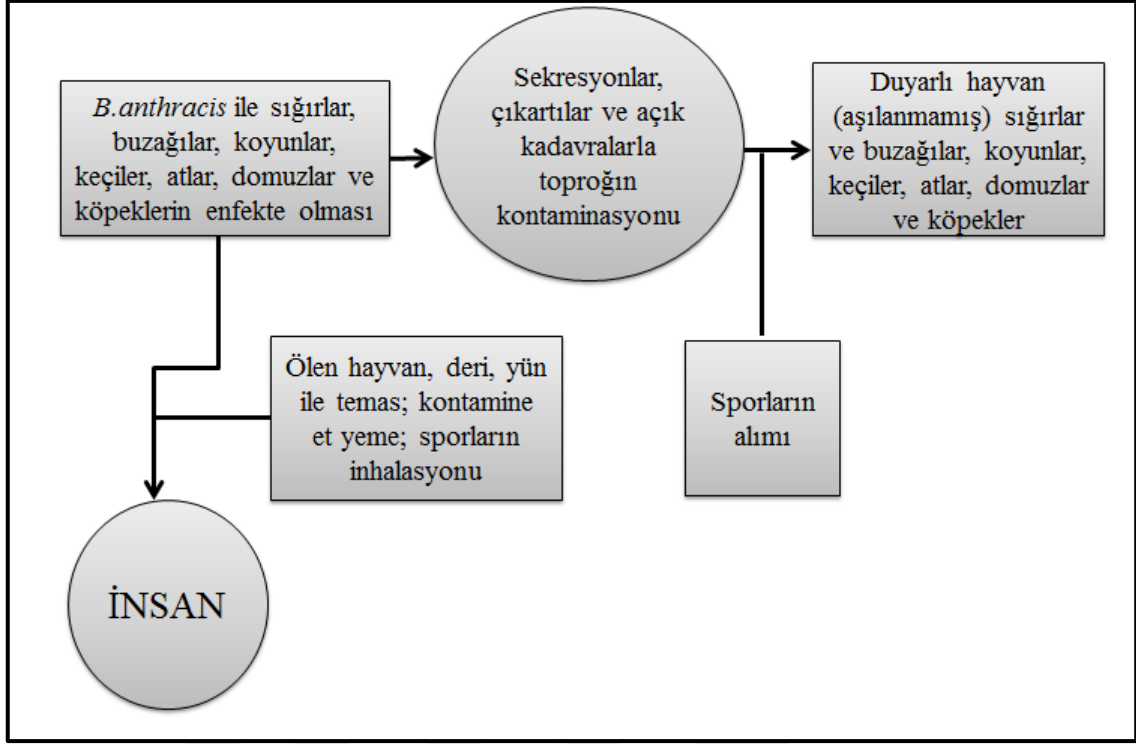 B.anthracis ile sığırlar,
buzağılar, koyunlar,
keçiler, atlar, domuzlar ve
köpeklerin enfekte olması
Sekresyonlar,
çıkartılar ve açık
kadavralarla
toproğın
kontaminasyonu
Duyarlı hayvan
(aşılanmamış) sığırlar
ve buzağılar, koyunlar,
keçiler, atlar, domuzlar
ve köpekler
Ölen hayvan, deri, yün
ile temas; kontamine
et yeme; sporların
inhalasyonu
Sporların
alımı
İNSAN